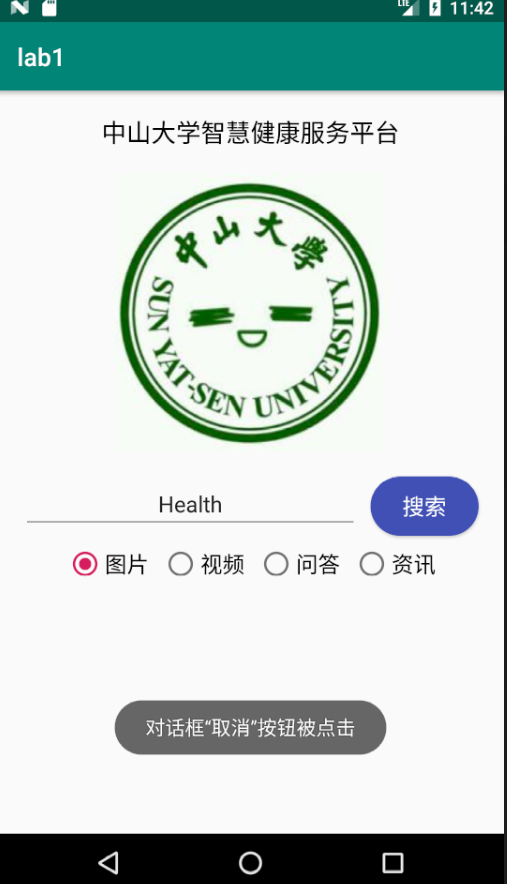 LTE 11:42
lab1
中山大学智慧健康服务平台
中山大學
SUN YAT-SEN UNIVERSITY
Health
搜索
图片 视频 问答 资讯
对话框“取消”按钮被点击